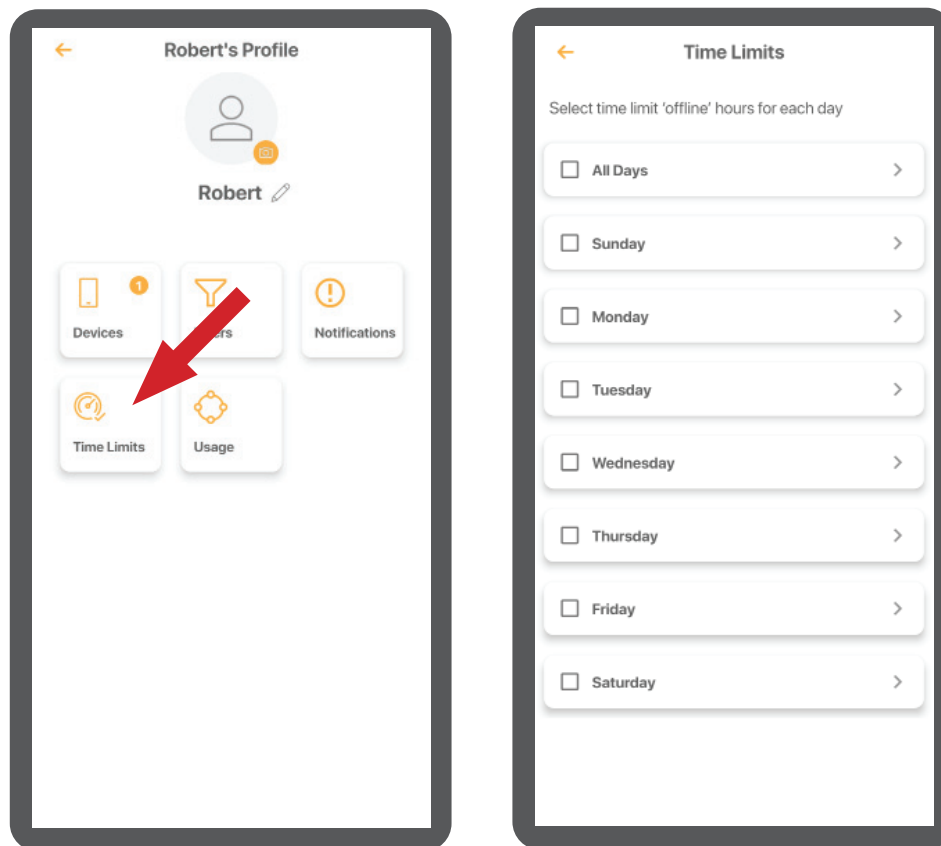 Robert's Profile
Robert
1
Devices
ers
Notifications
Time Limits
Usage
Time Limits
Select time limit 'offline' hours for each day
All Days
Sunday
Monday
Tuesday
Wednesday
Thursday
Friday
Saturday